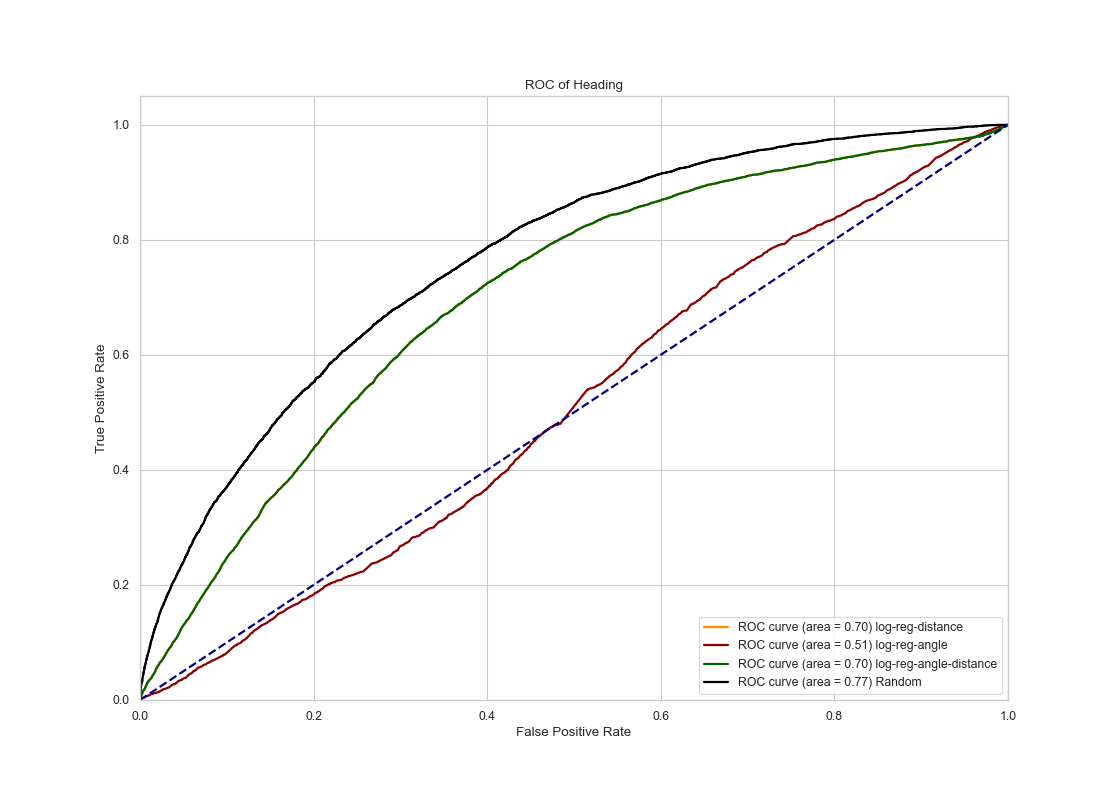 ROC of Heading
1.0
0.8
0.6
0.4
0.2
0.0
True Positive Rate
ROC curve (area = 0.70) log-reg-distance
ROC curve (area = 0.51) log-reg-angle
ROC curve (area = 0.70) log-reg-angle-distance
ROC curve (area = 0.77) Random
0.0 0.2 0.4 0.6 0.8 1.0
False Positive Rate